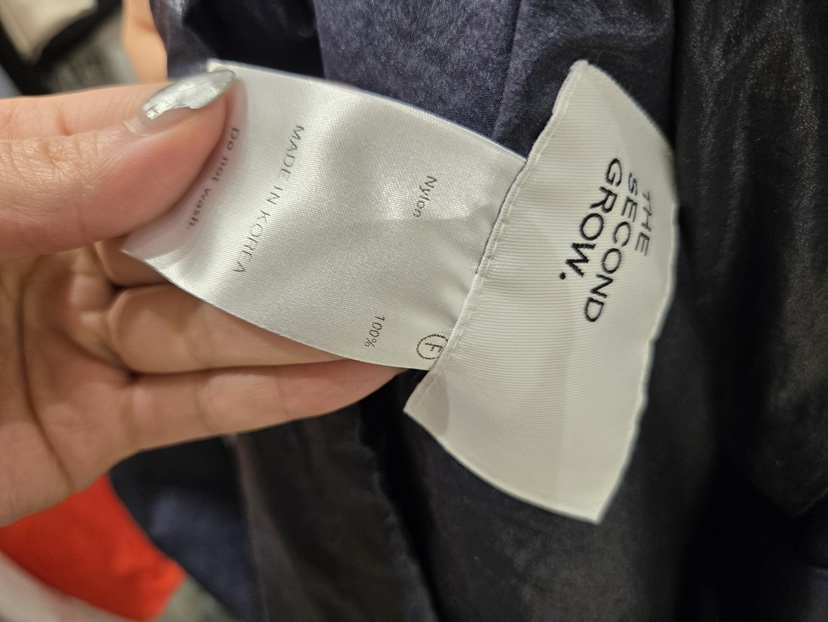 THE
SECOND
GROW.
F
Nylon 100%
MADE IN KOREA
Do not wash.